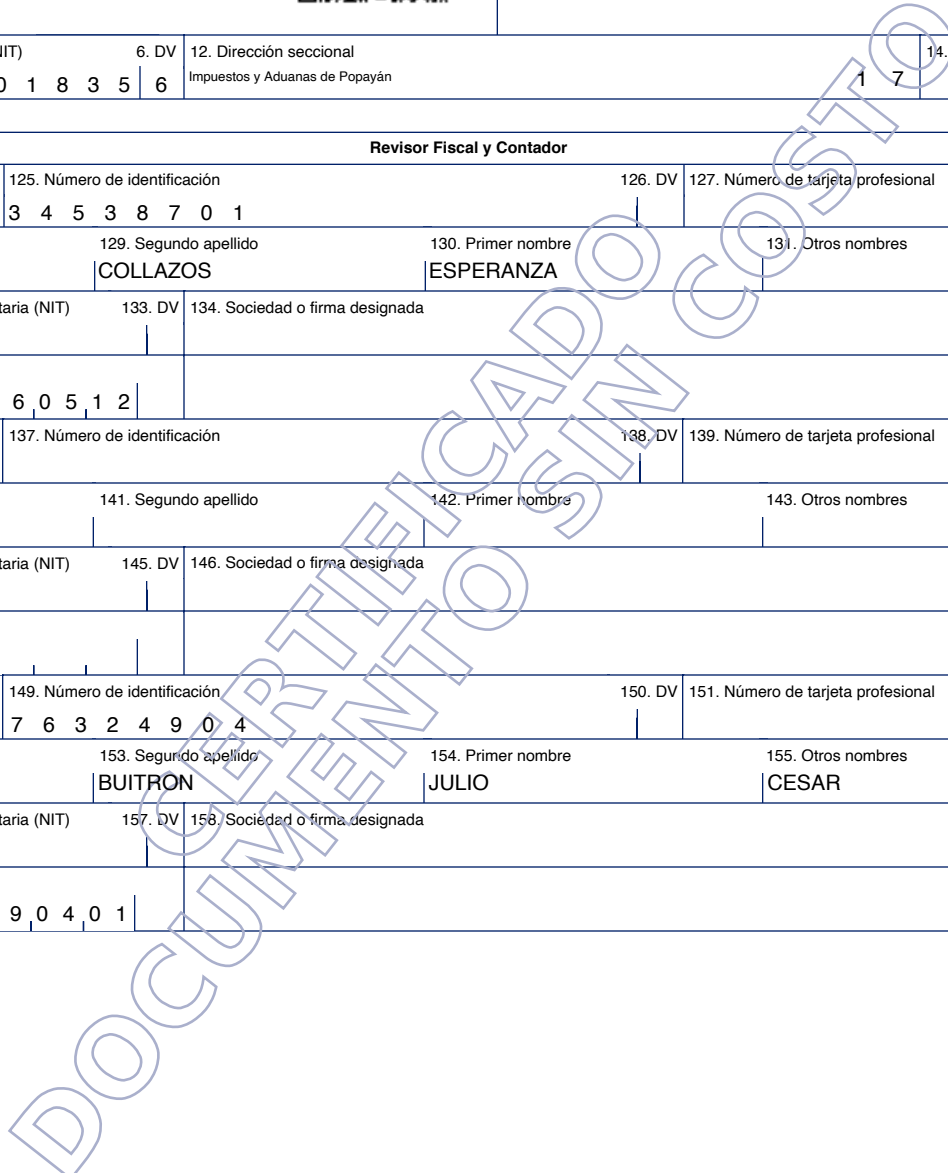 6. DV 12. Dirección seccional 14.
1 8 3 5 6 Impuestos y Aduanas de Popayán 1 7
Revisor Fiscal y Contador
125. Número de identificación 126. DV 127. Número de tarjeta profesional
3 4 5 3 8 7 0 1
129. Segundo apellido 130. Primer nombre 131. Otros nombres
COLLAZOS ESPERANZA
taria (NIT) 133. DV 134. Sociedad o firma designada
6 0 5 1 2
137. Número de identificación 138. DV 139. Número de tarjeta profesional
141. Segundo apellido 142. Primer nombre 143. Otros nombres
taria (NIT) 145. DV 146. Sociedad o firma designada
149. Número de identificación 150. DV 151. Número de tarjeta profesional
7 6 3 2 4 9 0 4
153. Segundo apellido 154. Primer nombre 155. Otros nombres
BUITRON JULIO CESAR
taria (NIT) 157. DV 158. Sociedad o firma designada
9 0 4 0 1
CERTIFICADO
DOCUMENTO SIN COSTO